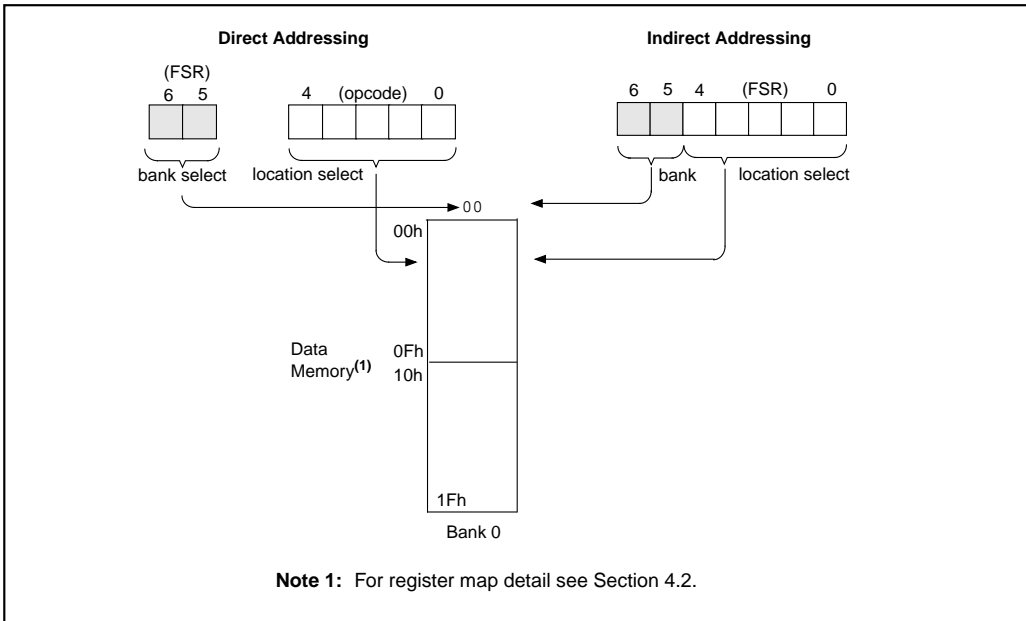 Direct Addressing
Indirect Addressing
(FSR)
6 5
4 (opcode) 0
6 5 4 (FSR) 0
bank select
location select
bank
location select
00
00h
Data
Memory(1)
0Fh
10h
1Fh
Bank 0
Note 1: For register map detail see Section 4.2.